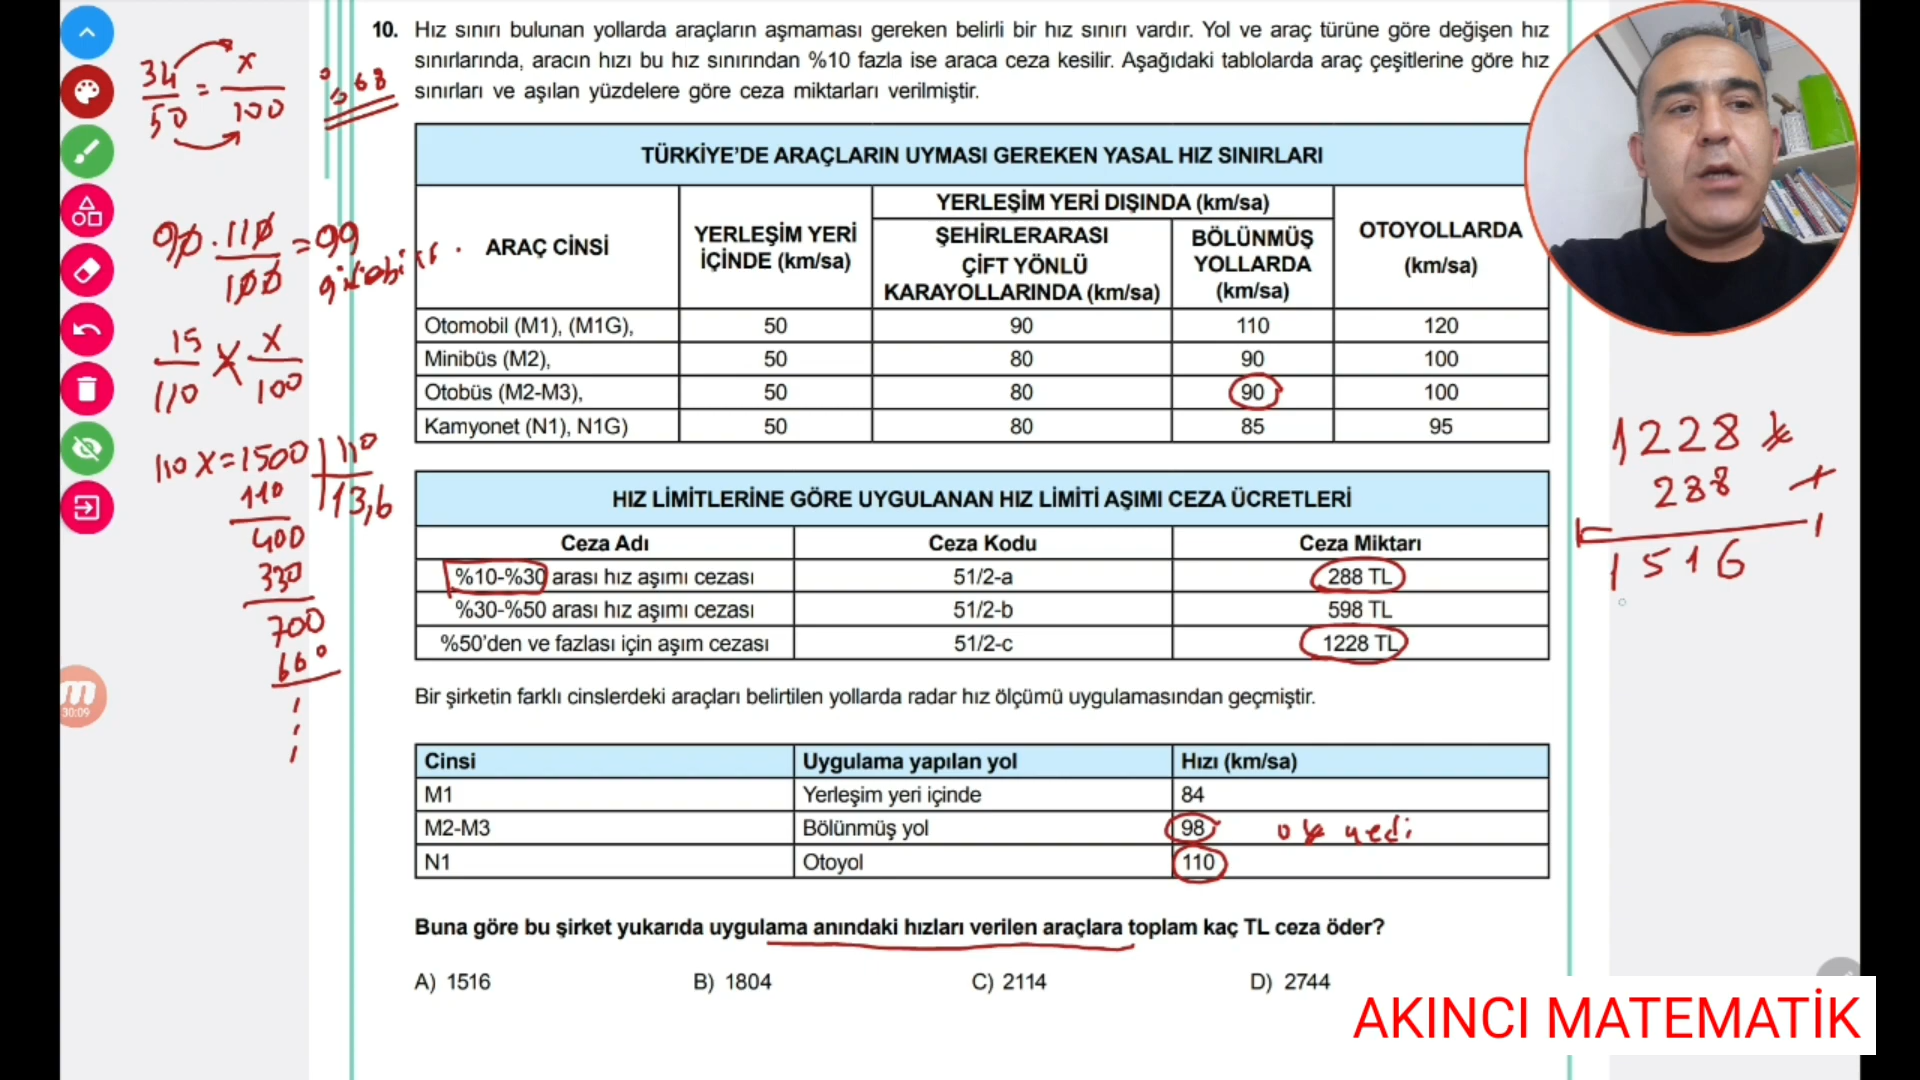 10. Hız sınırı bulunan yollarda araçların aşmaması gereken belirli bir hız sınırı vardır. Yol ve araç türüne göre değişen hız
sınırlarında, aracın hızı bu hız sınırından %10 fazla ise araca ceza kesilir. Aşağıdaki tablolarda araç çeşitlerine göre hız
sınırları ve aşılan yüzdelere göre ceza miktarları verilmiştir.
TÜRKİYE'DE ARAÇLARIN UYMASI GEREKEN YASAL HIZ SINIRLARI
ARAÇ CİNSİ
YERLEŞİM YERİ
İÇİNDE (km/sa)
YERLEŞİM YERİ DIŞINDA (km/sa)
ŞEHİRLERARASI
ÇİFT YÖNLÜ
KARAYOLLARINDA (km/sa)
BÖLÜNMÜŞ
YOLLARDA
(km/sa)
OTOYOLLARDA
(km/sa)
Otomobil (M1), (M1G), 50 90 110 120
Minibüs (M2), 50 80 90 100
Otobüs (M2-M3), 50 80 90 100
Kamyonet (N1), N1G) 50 80 85 95
HIZ LİMİTLERİNE GÖRE UYGULANAN HIZ LİMİTİ AŞIMI CEZA ÜCRETLERİ
Ceza Adı Ceza Kodu Ceza Miktarı
%10-%30 arası hız aşımı cezası 51/2-a 288 TL
%30-%50 arası hız aşımı cezası 51/2-b 598 TL
%50'den ve fazlası için aşım cezası 51/2-c 1228 TL
Bir şirketin farklı cinslerdeki araçları belirtilen yollarda radar hız ölçümü uygulamasından geçmiştir.
Cinsi Uygulama yapılan yol Hızı (km/sa)
M1 Yerleşim yeri içinde 84
M2-M3 Bölünmüş yol 98
N1 Otoyol 110
Buna göre bu şirket yukarıda uygulama anındaki hızları verilen araçlara toplam kaç TL ceza öder?
A) 1516 B) 1804 C) 2114 D) 2744
34 x
50 = 100
% 68
90 . 110 = 99
100
15 x
110 100
110 x = 1500 110
110 13,6
400
330
700
660
1228
288 +
1516
30:09
AKINCI MATEMATİK